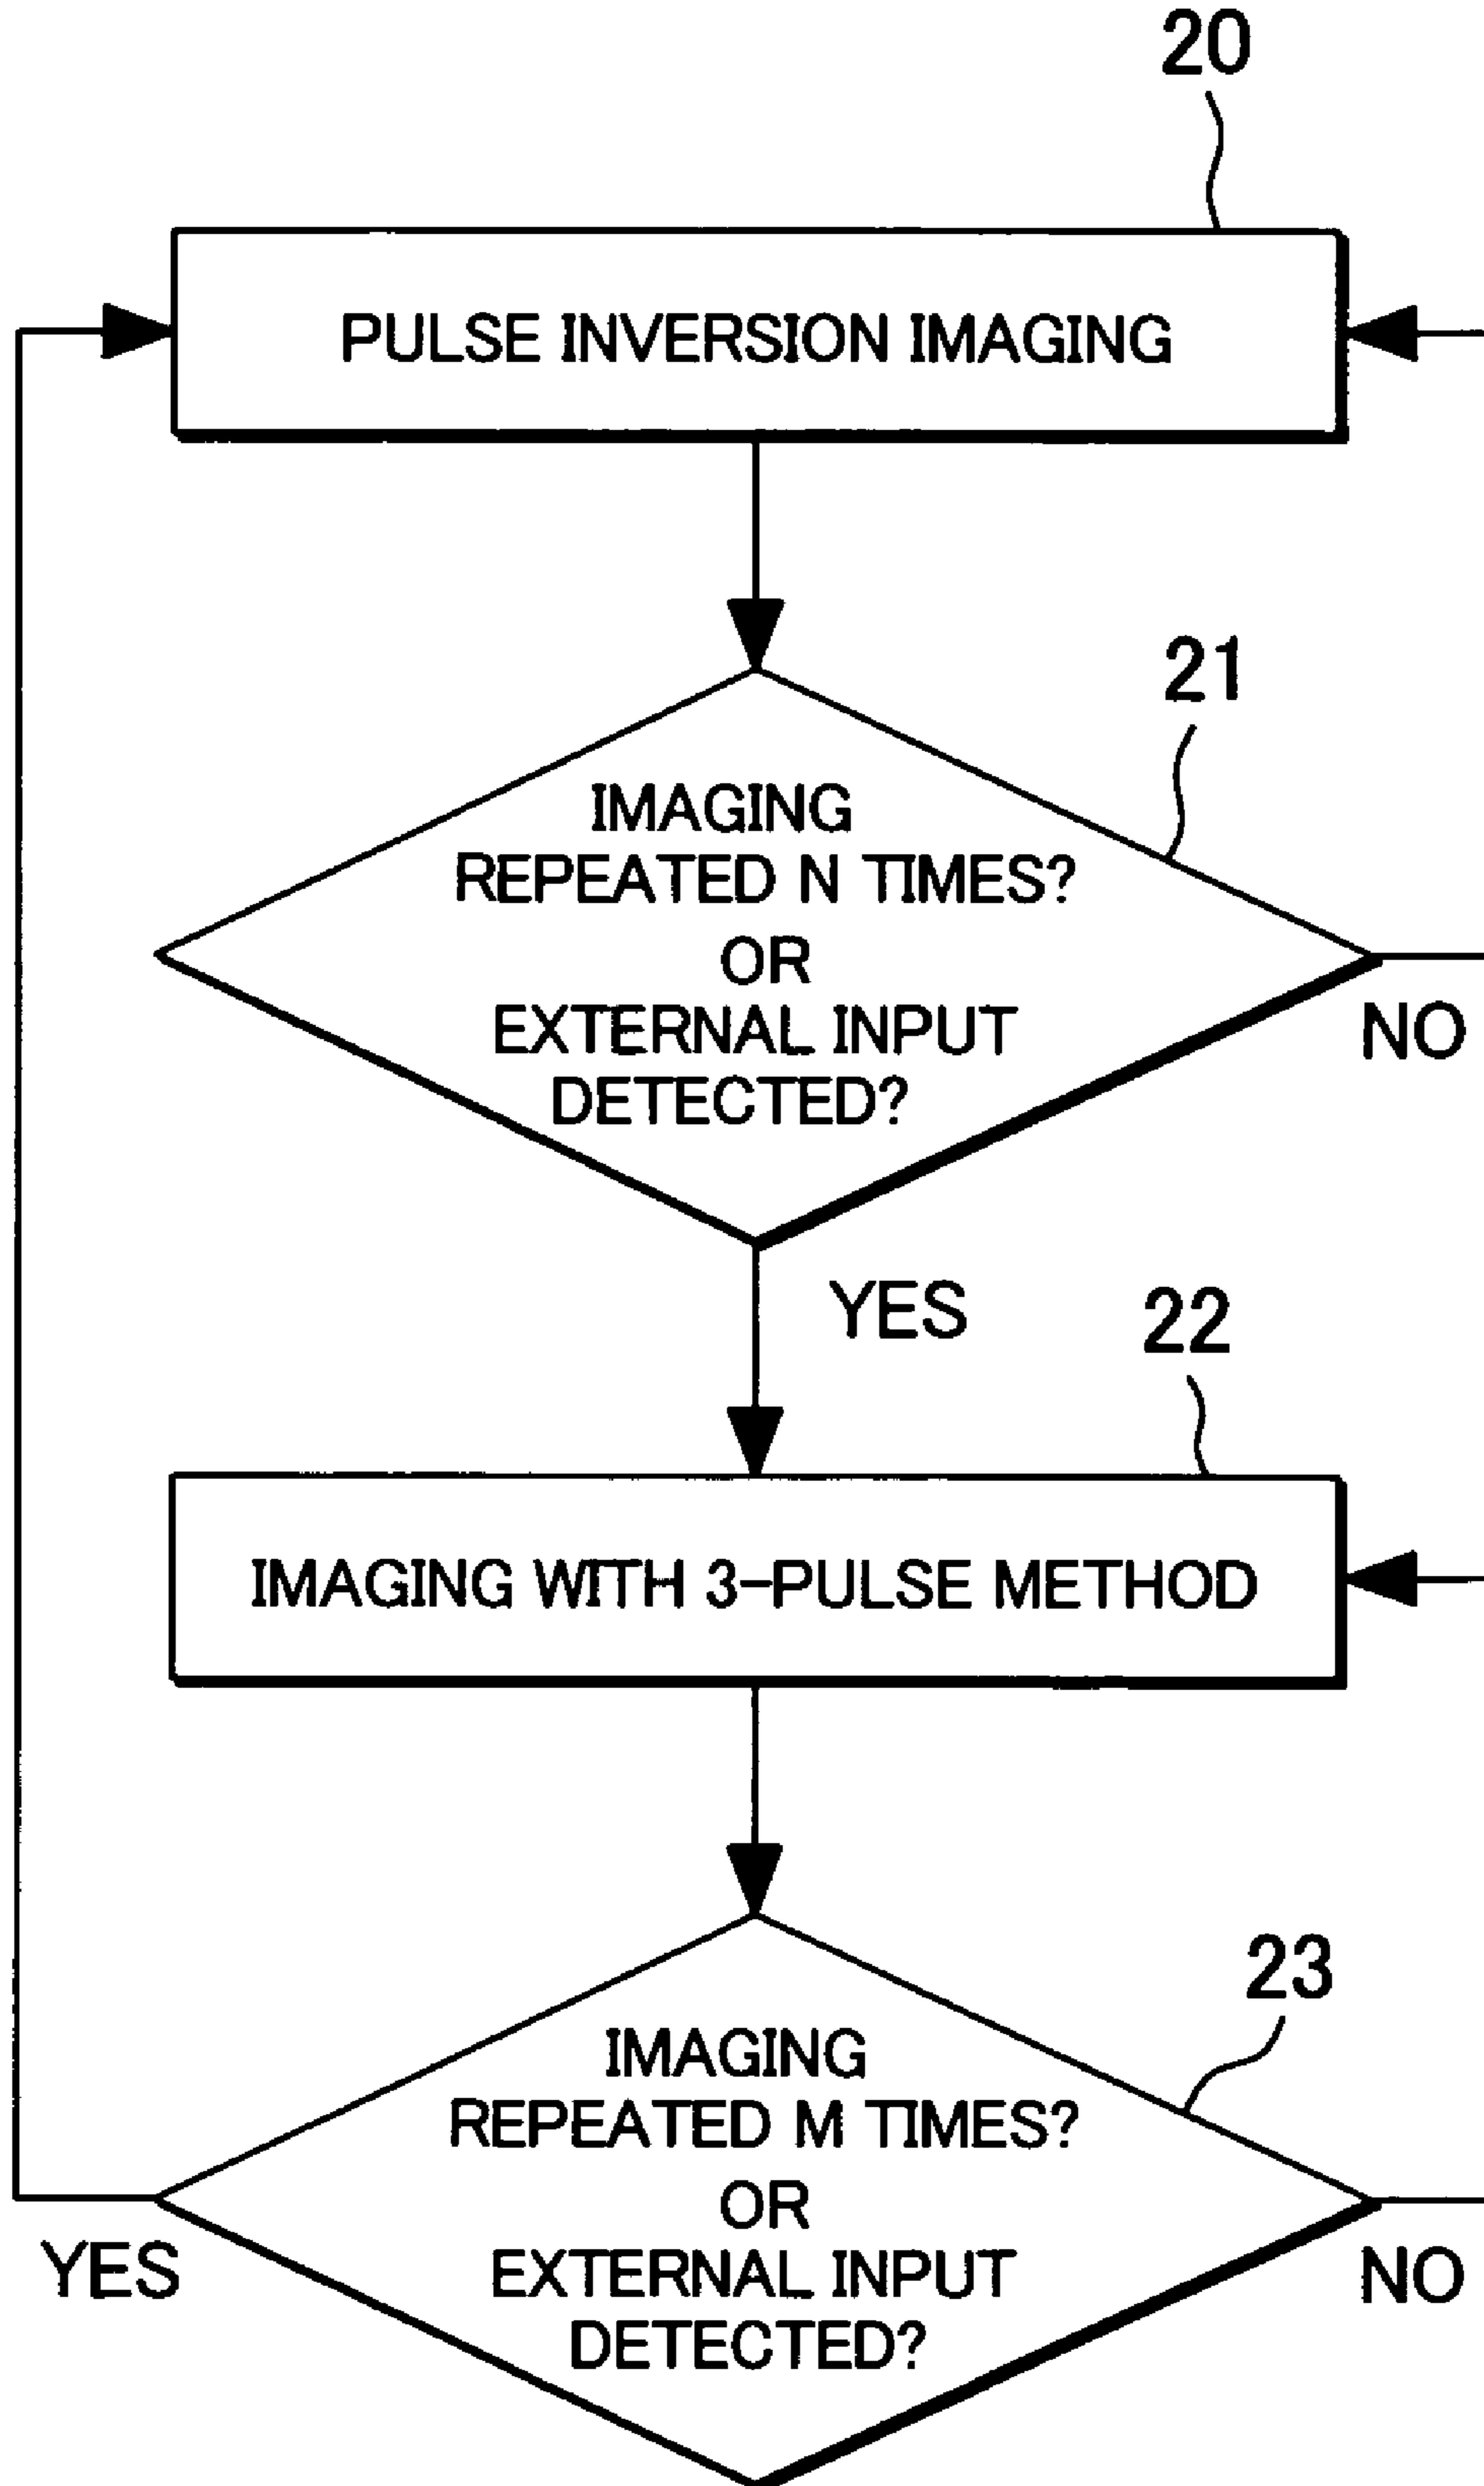 20
PULSE INVERSION IMAGING
21
IMAGING
REPEATED N TIMES?
OR
EXTERNAL INPUT
DETECTED?
NO
YES
22
IMAGING WITH 3-PULSE METHOD
23
IMAGING
REPEATED M TIMES?
OR
EXTERNAL INPUT
DETECTED?
YES
NO